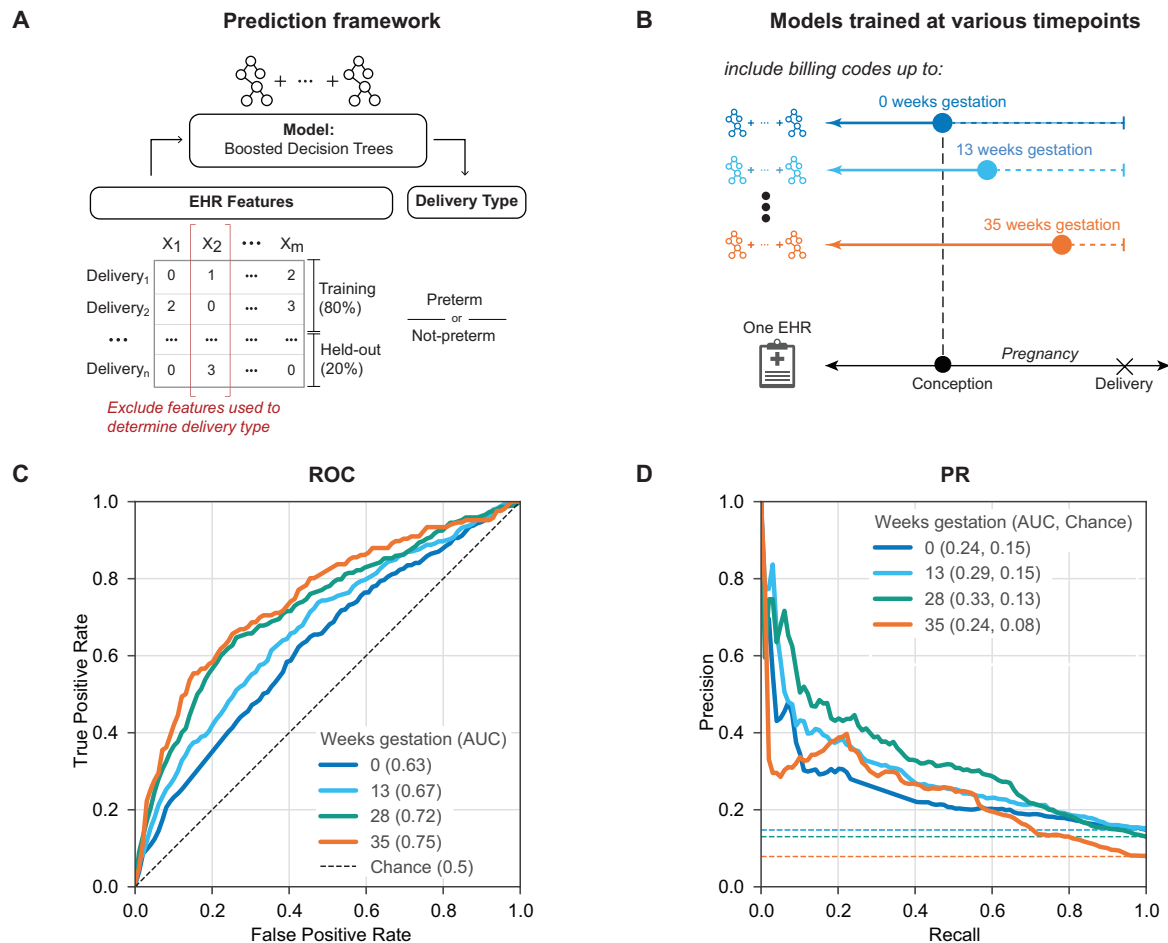 A
Prediction framework
+ ... +
Model:
Boosted Decision Trees
EHR Features
Delivery Type
X1 X2 ... Xm
Delivery1 0 1 ... 2
Delivery2 2 0 ... 3
... ... ... ... ...
Deliveryn 0 3 ... 0
Training
(80%)
Held-out
(20%)
Preterm
or
Not-preterm
Exclude features used to
determine delivery type
B
Models trained at various timepoints
include billing codes up to:
0 weeks gestation
+ ... +
13 weeks gestation
+ ... +
35 weeks gestation
+ ... +
One EHR
Pregnancy
Conception
Delivery
C
ROC
True Positive Rate
1.0
0.8
0.6
0.4
0.2
0.0
Weeks gestation (AUC)
0 (0.63)
13 (0.67)
28 (0.72)
35 (0.75)
Chance (0.5)
0.0 0.2 0.4 0.6 0.8 1.0
False Positive Rate
D
PR
Precision
1.0
0.8
0.6
0.4
0.2
0.0
Weeks gestation (AUC, Chance)
0 (0.24, 0.15)
13 (0.29, 0.15)
28 (0.33, 0.13)
35 (0.24, 0.08)
0.0 0.2 0.4 0.6 0.8 1.0
Recall